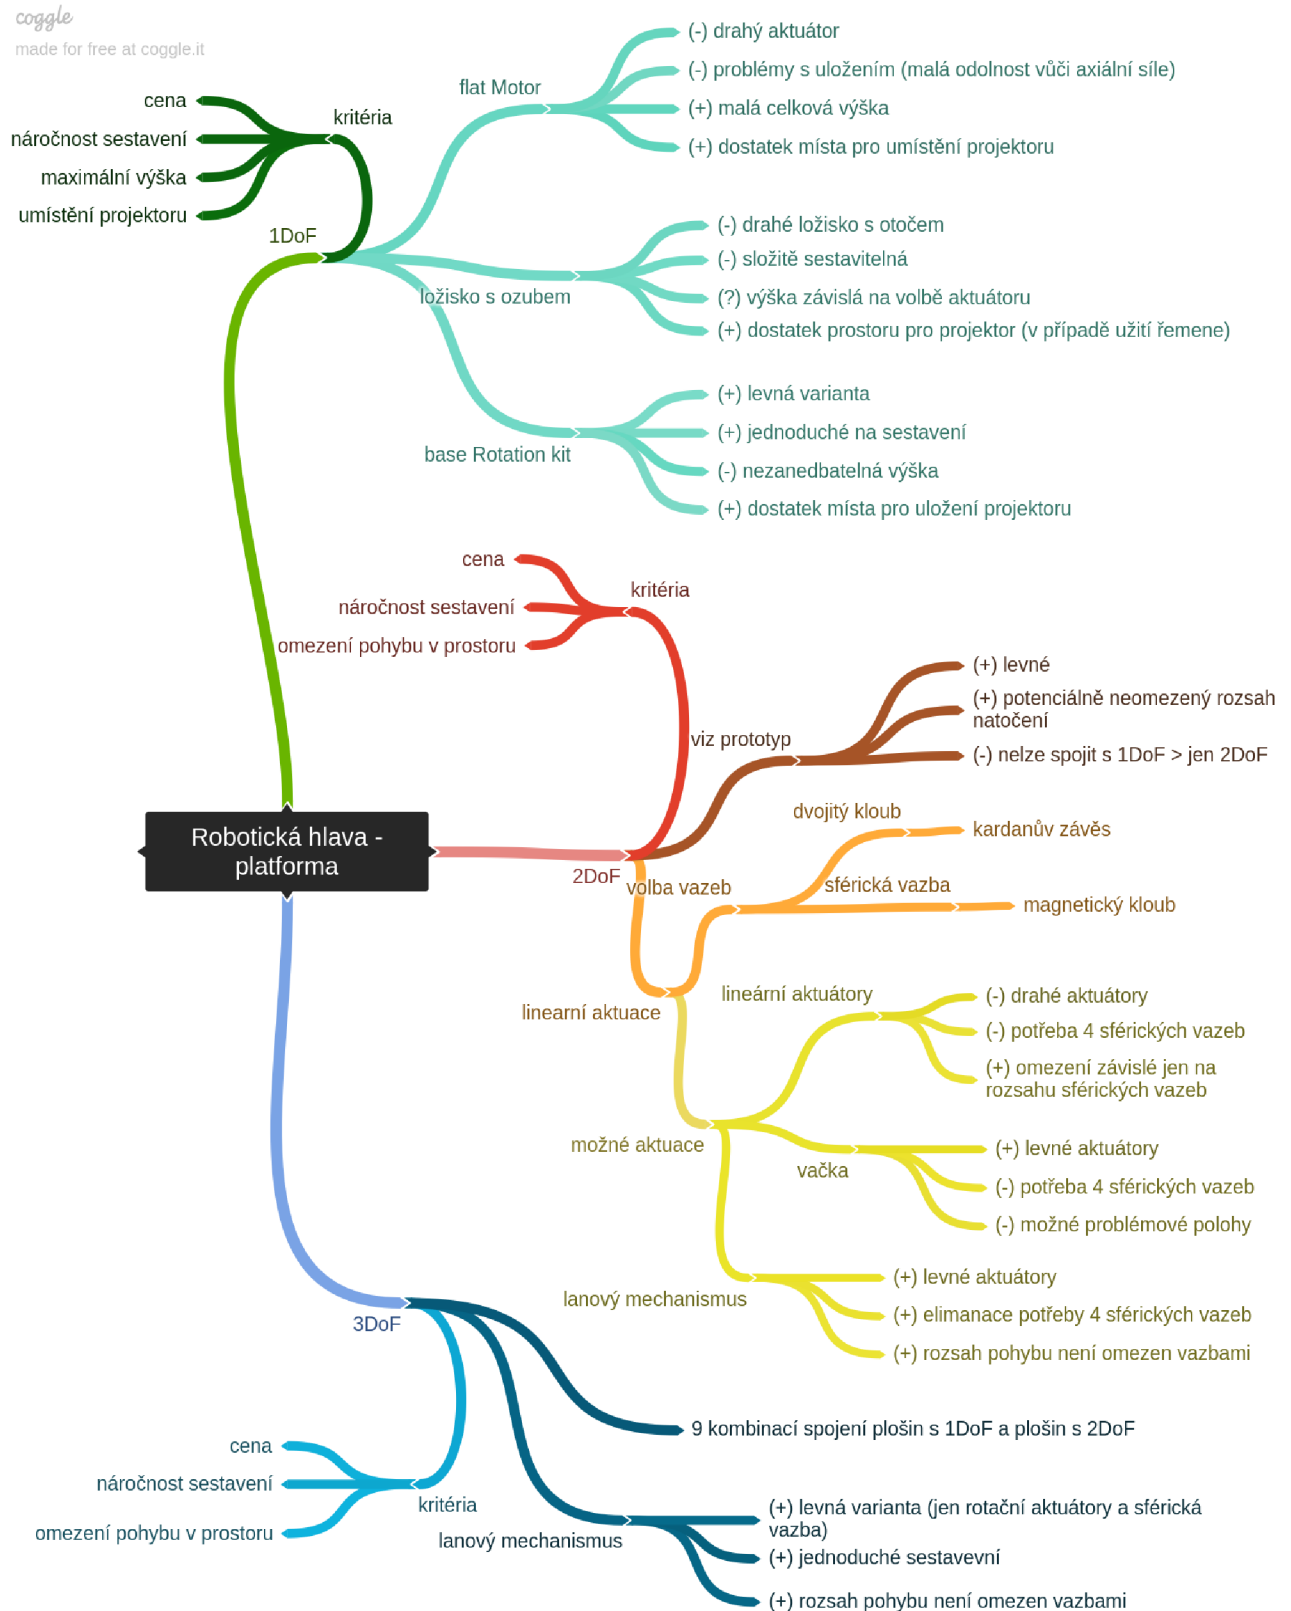 coggle
made for free at coggle.it
cena
náročnost sestavení
maximální výška
umístění projektoru
kritéria
1DoF
flat Motor
(-) drahý aktuátor
(-) problémy s uložením (malá odolnost vůči axiální síle)
(+) malá celková výška
(+) dostatek místa pro umístění projektoru
ložisko s ozubem
(-) drahé ložisko s otočem
(-) složitě sestavitelná
(?) výška závislá na volbě aktuátoru
(+) dostatek prostoru pro projektor (v případě užití řemene)
base Rotation kit
(+) levná varianta
(+) jednoduché na sestavení
(-) nezanedbatelná výška
(+) dostatek místa pro uložení projektoru
cena
náročnost sestavení
omezení pohybu v prostoru
kritéria
viz prototyp
(+) levné
(+) potenciálně neomezený rozsah
natočení
(-) nelze spojit s 1DoF > jen 2DoF
Robotická hlava -
platforma
2DoF
volba vazeb
dvojitý kloub
kardanův závěs
sférická vazba
magnetický kloub
linearní aktuace
lineární aktuátory
(-) drahé aktuátory
(-) potřeba 4 sférických vazeb
(+) omezení závislé jen na
rozsahu sférických vazeb
možné aktuace
vačka
(+) levné aktuátory
(-) potřeba 4 sférických vazeb
(-) možné problémové polohy
lanový mechanismus
(+) levné aktuátory
(+) elimanace potřeby 4 sférických vazeb
(+) rozsah pohybu není omezen vazbami
3DoF
9 kombinací spojení plošin s 1DoF a plošin s 2DoF
cena
náročnost sestavení
omezení pohybu v prostoru
kritéria
lanový mechanismus
(+) levná varianta (jen rotační aktuátory a sférická
vazba)
(+) jednoduché sestavevní
(+) rozsah pohybu není omezen vazbami